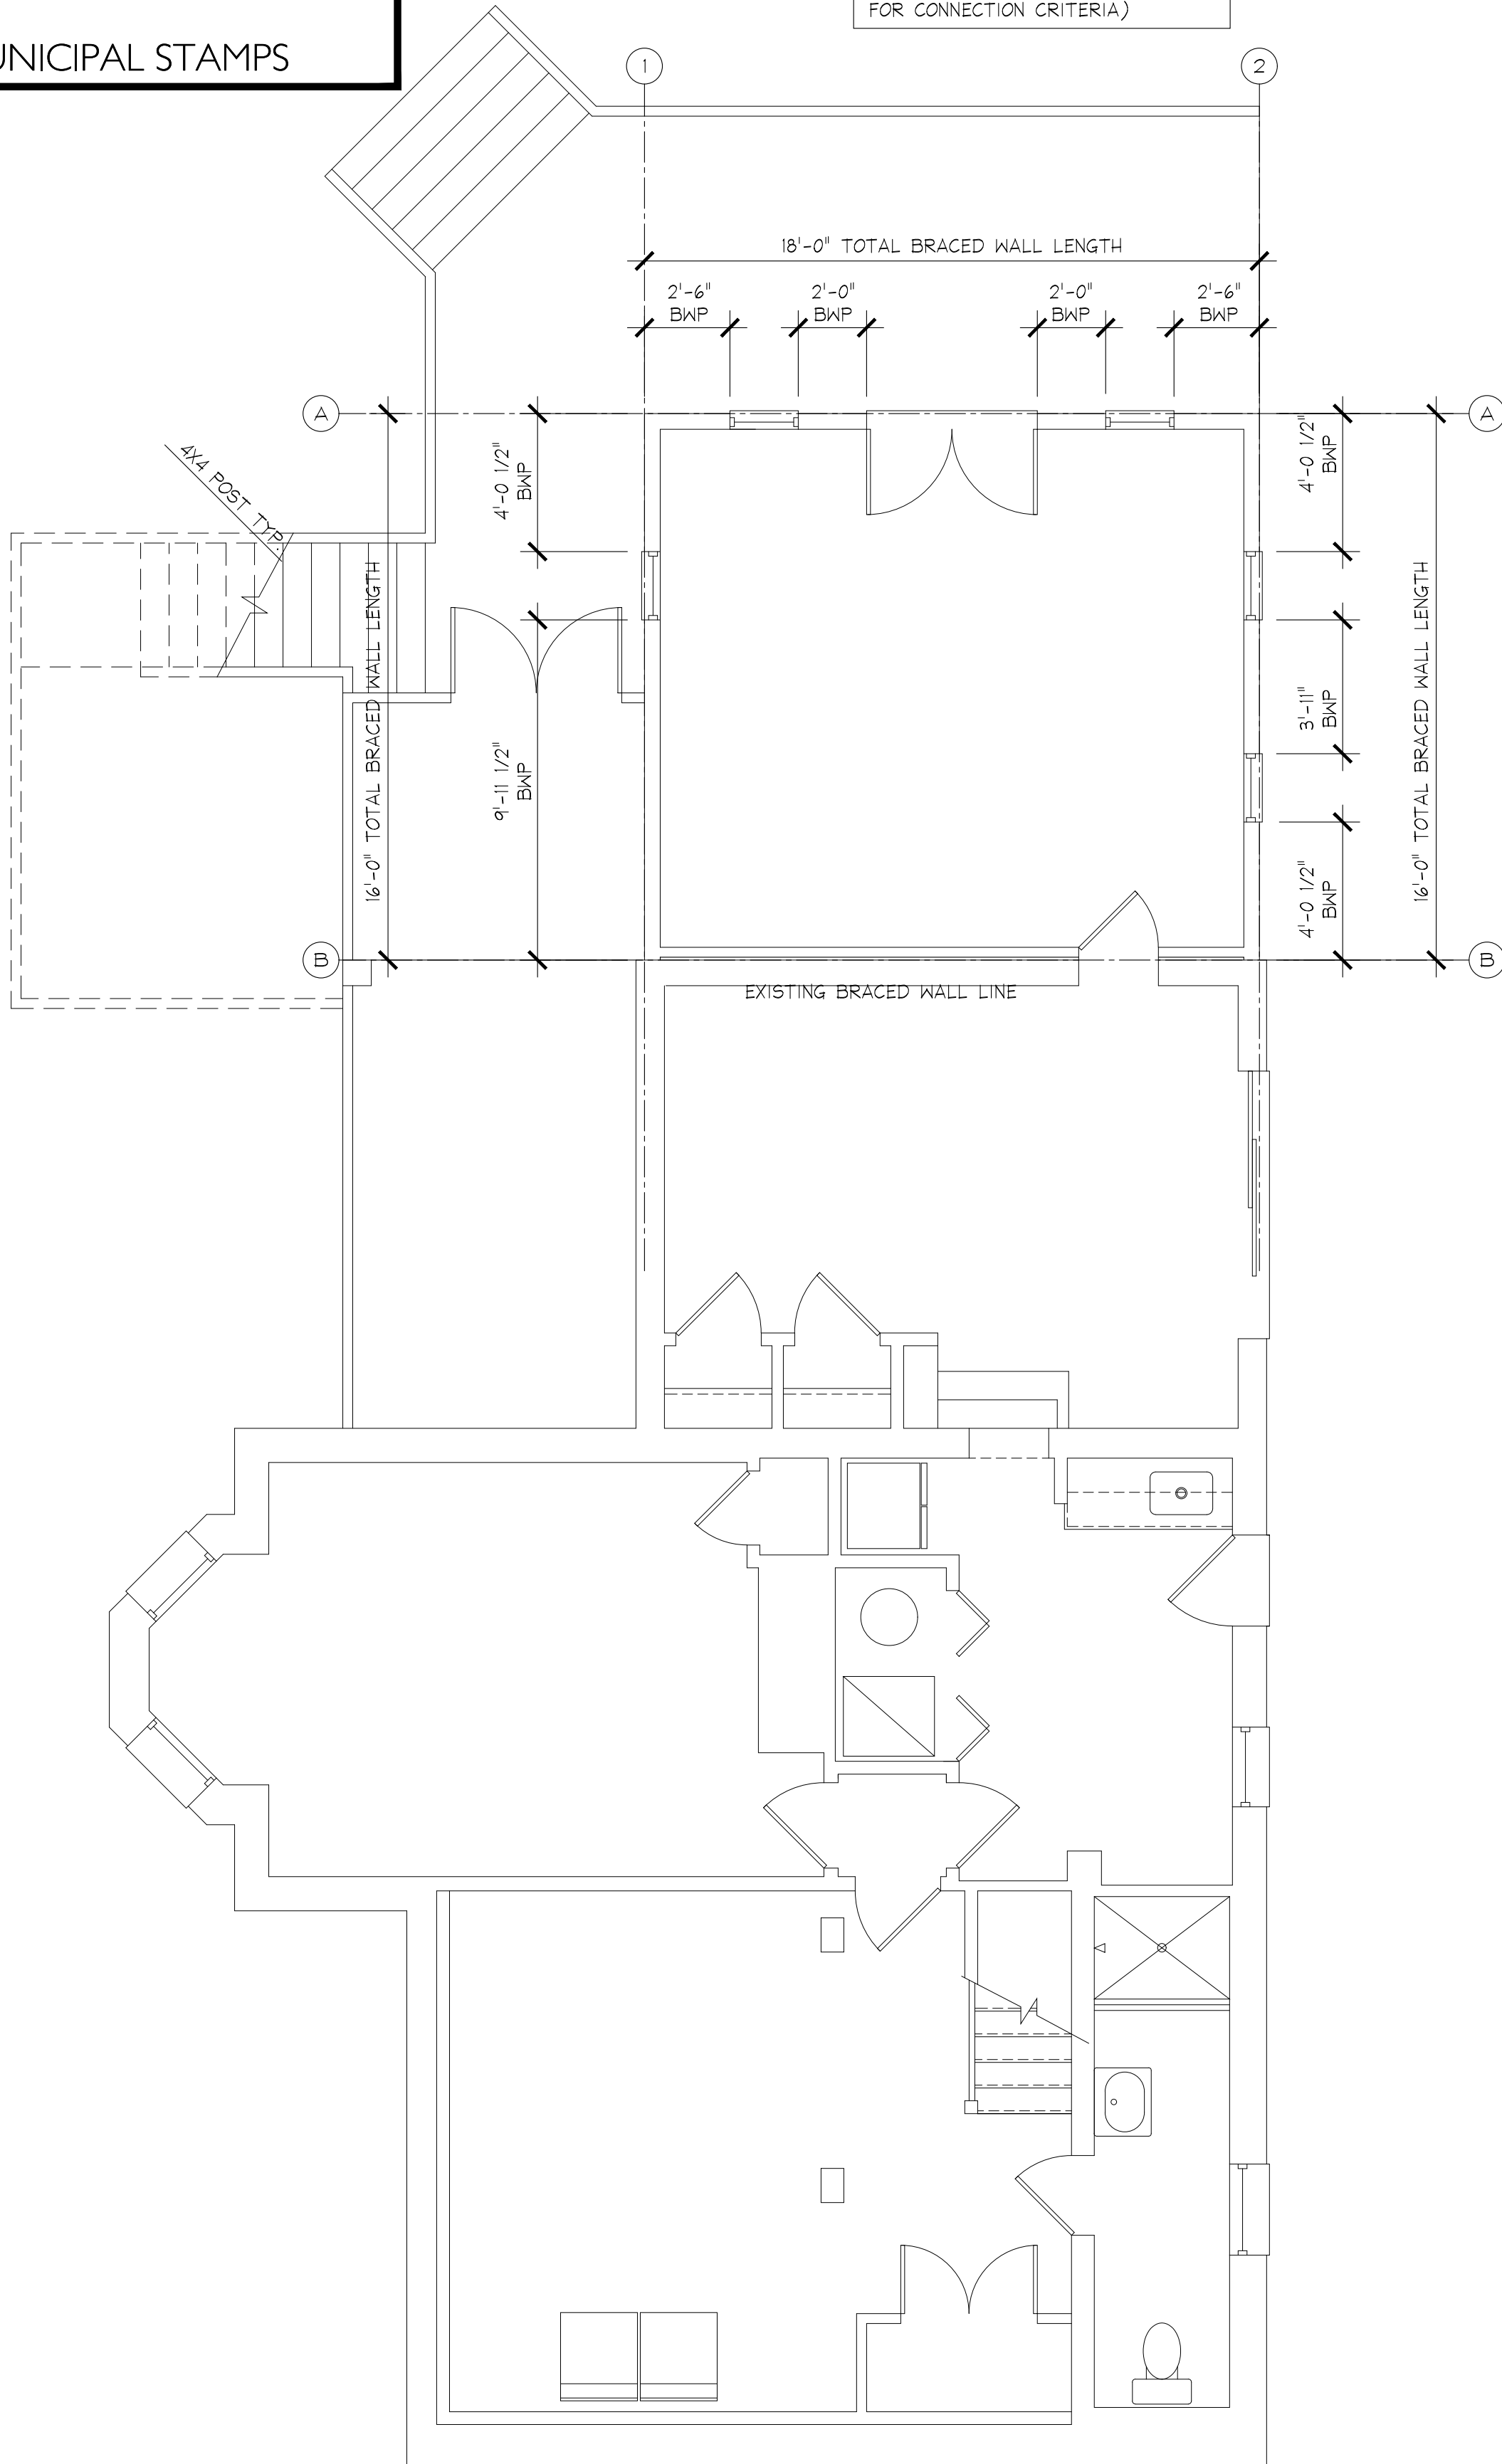 FOR CONNECTION CRITERIA)
UNICIPAL STAMPS
1
2
18'-0" TOTAL BRACED WALL LENGTH
2'-6"
BWP
2'-0"
BWP
2'-0"
BWP
2'-6"
BWP
A
A
4X4 POST TYP.
4'-0 1/2"
BWP
4'-0 1/2"
BWP
16'-0" TOTAL BRACED WALL LENGTH
9'-11 1/2"
BWP
3'-11"
BWP
16'-0" TOTAL BRACED WALL LENGTH
4'-0 1/2"
BWP
B
B
EXISTING BRACED WALL LINE